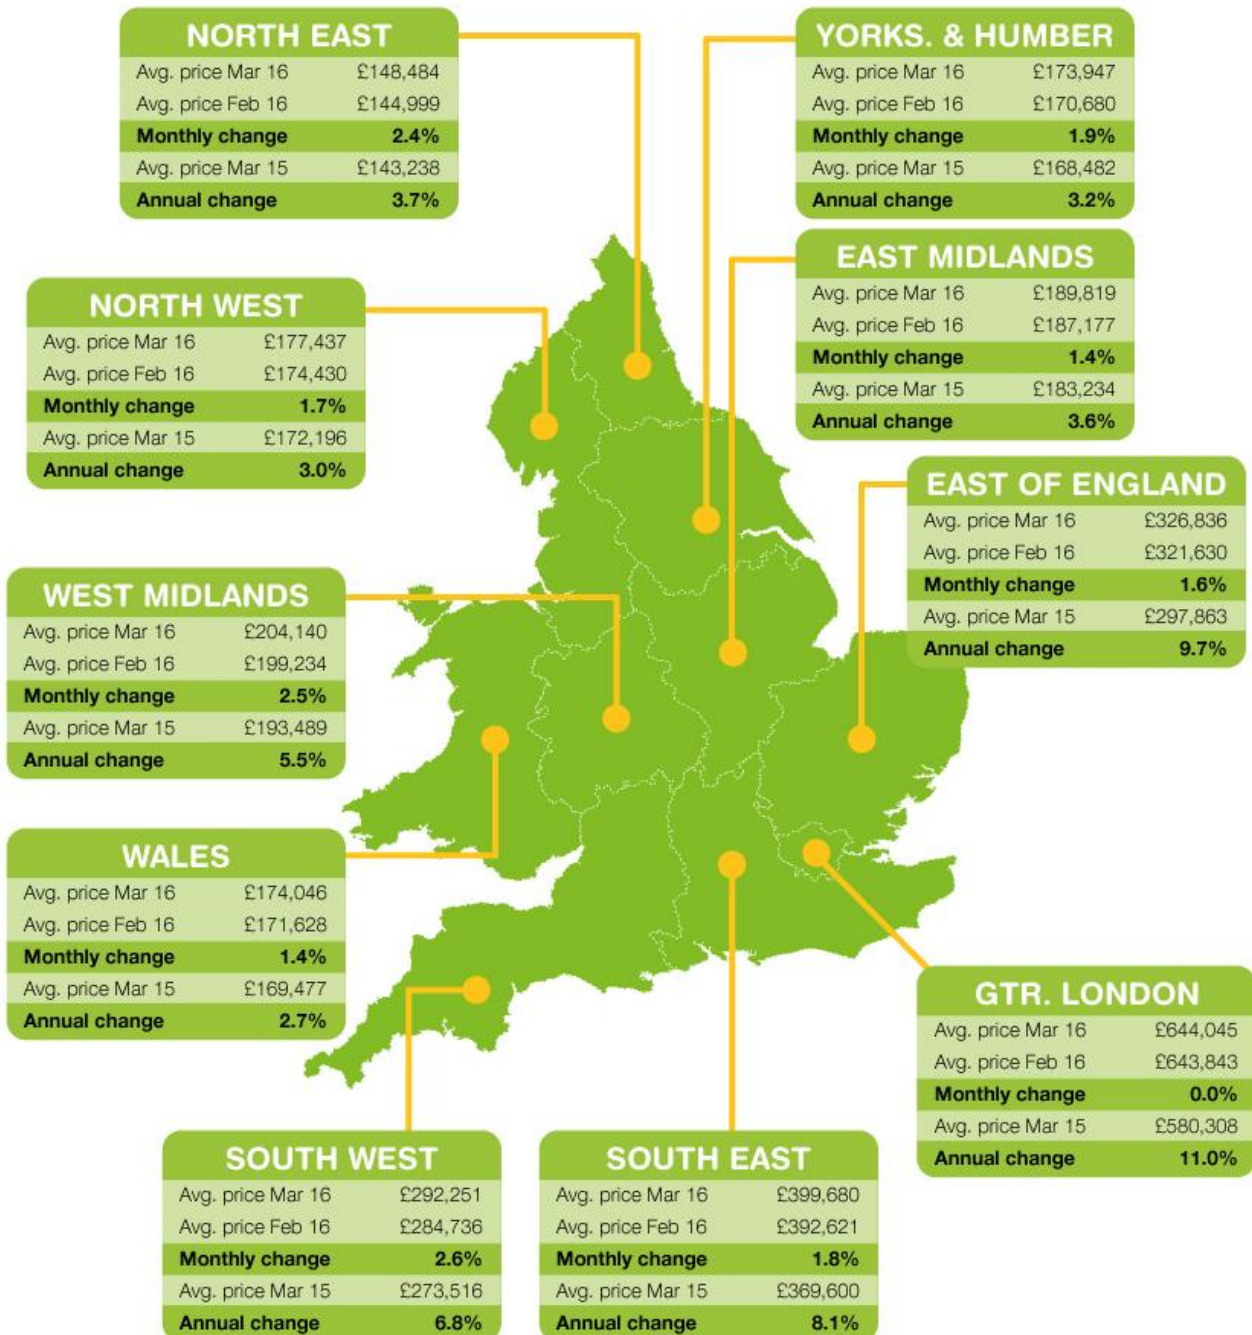 NORTH EAST
Avg. price Mar 16 £148,484
Avg. price Feb 16 £144,999
Monthly change 2.4%
Avg. price Mar 15 £143,238
Annual change 3.7%
YORKS. & HUMBER
Avg. price Mar 16 £173,947
Avg. price Feb 16 £170,680
Monthly change 1.9%
Avg. price Mar 15 £168,482
Annual change 3.2%
NORTH WEST
Avg. price Mar 16 £177,437
Avg. price Feb 16 £174,430
Monthly change 1.7%
Avg. price Mar 15 £172,196
Annual change 3.0%
EAST MIDLANDS
Avg. price Mar 16 £189,819
Avg. price Feb 16 £187,177
Monthly change 1.4%
Avg. price Mar 15 £183,234
Annual change 3.6%
EAST OF ENGLAND
Avg. price Mar 16 £326,836
Avg. price Feb 16 £321,630
Monthly change 1.6%
Avg. price Mar 15 £297,863
Annual change 9.7%
WEST MIDLANDS
Avg. price Mar 16 £204,140
Avg. price Feb 16 £199,234
Monthly change 2.5%
Avg. price Mar 15 £193,489
Annual change 5.5%
WALES
Avg. price Mar 16 £174,046
Avg. price Feb 16 £171,628
Monthly change 1.4%
Avg. price Mar 15 £169,477
Annual change 2.7%
GTR. LONDON
Avg. price Mar 16 £644,045
Avg. price Feb 16 £643,843
Monthly change 0.0%
Avg. price Mar 15 £580,308
Annual change 11.0%
SOUTH WEST
Avg. price Mar 16 £292,251
Avg. price Feb 16 £284,736
Monthly change 2.6%
Avg. price Mar 15 £273,516
Annual change 6.8%
SOUTH EAST
Avg. price Mar 16 £399,680
Avg. price Feb 16 £392,621
Monthly change 1.8%
Avg. price Mar 15 £369,600
Annual change 8.1%